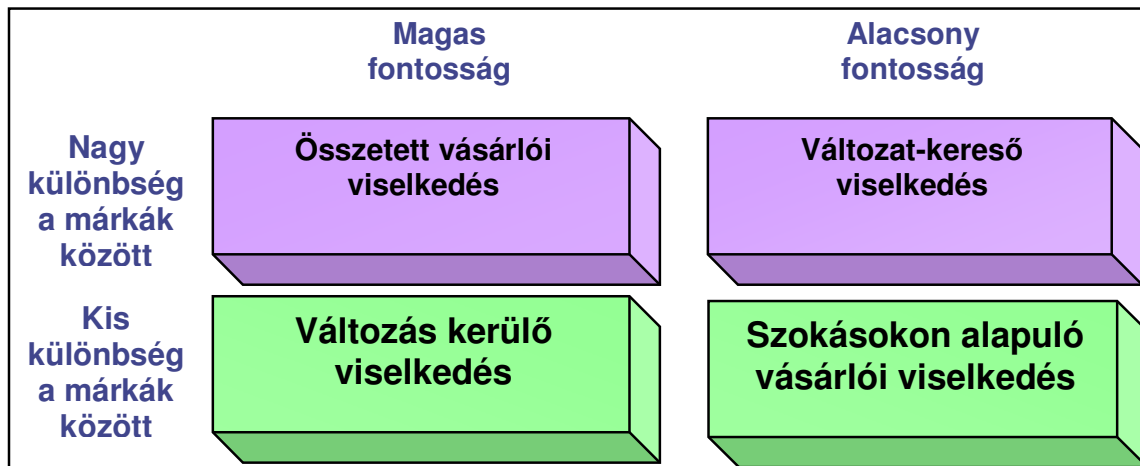 Magas
fontosság
Alacsony
fontosság
Nagy
különbség
a márkák
között
Összetett vásárlói
viselkedés
Változat-kereső
viselkedés
Kis
különbség
a márkák
között
Változás kerülő
viselkedés
Szokásokon alapuló
vásárlói viselkedés